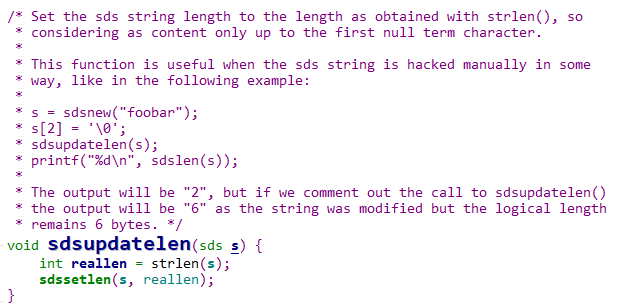 /* Set the sds string length to the length as obtained with strlen(), so
 * considering as content only up to the first null term character.
 *
 * This function is useful when the sds string is hacked manually in some
 * way, like in the following example:
 *
 * s = sdsnew("foobar");
 * s[2] = '\0';
 * sdsupdatelen(s);
 * printf("%d\n", sdslen(s));
 *
 * The output will be "2", but if we comment out the call to sdsupdatelen()
 * the output will be "6" as the string was modified but the logical length
 * remains 6 bytes. */
void sdsupdatelen(sds s) {
    int reallen = strlen(s);
    sdssetlen(s, reallen);
}